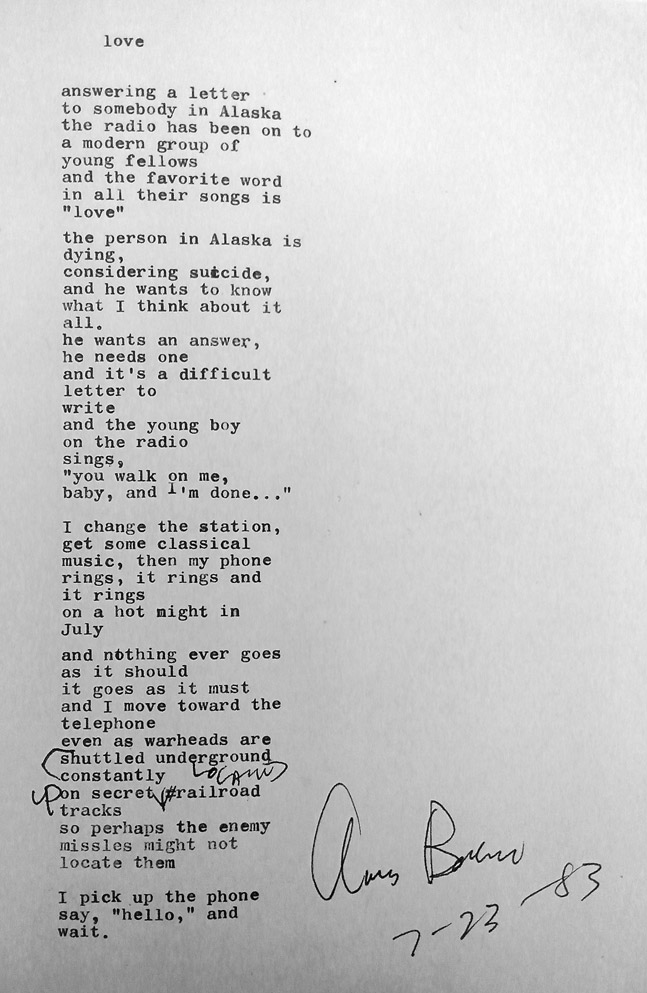 love
answering a letter
to somebody in Alaska
the radio has been on to
a modern group of
young fellows
and the favorite word
in all their songs is
"love"
the person in Alaska is
dying,
considering suicide,
and he wants to know
what I think about it
all.
he wants an answer,
he needs one
and it's a difficult
letter to
write
and the young boy
on the radio
sings,
"you walk on me,
baby, and I'm done..."
I change the station,
get some classical
music, then my phone
rings, it rings and
it rings
on a hot might in
July
and nothing ever goes
as it should
it goes as it must
and I move toward the
telephone
even as warheads are
shuttled underground
constantly
up on secret railroad
tracks
so perhaps the enemy
missles might not
locate them
I pick up the phone
say, "hello," and
wait.
7-23-83